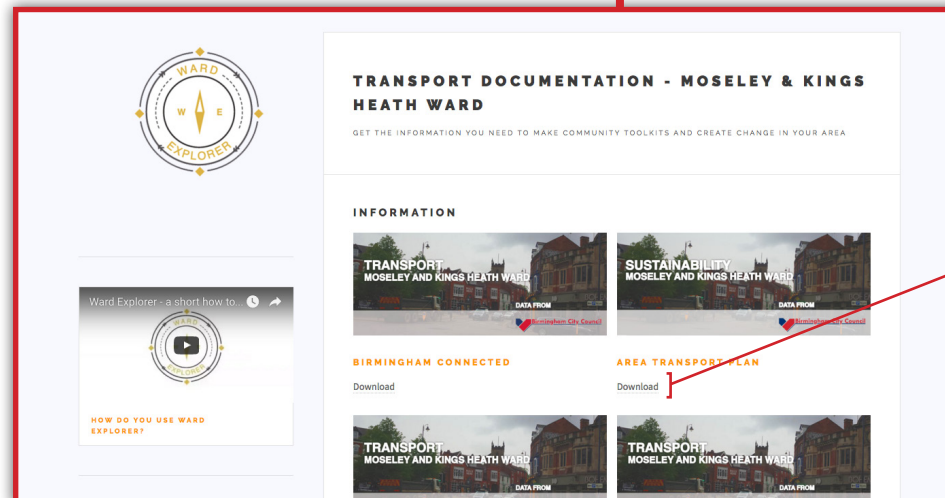 WARD
W E
EXPLORER
TRANSPORT DOCUMENTATION - MOSELEY & KINGS
HEATH WARD
GET THE INFORMATION YOU NEED TO MAKE COMMUNITY TOOLKITS AND CREATE CHANGE IN YOUR AREA
INFORMATION
TRANSPORT
MOSELEY AND KINGS HEATH WARD
DATA FROM
Birmingham City Council
SUSTAINABILITY
MOSELEY AND KINGS HEATH WARD
DATA FROM
Birmingham City Council
BIRMINGHAM CONNECTED
Download
AREA TRANSPORT PLAN
Download
Ward Explorer - a short how to...
WARD
EXPLORER
HOW DO YOU USE WARD
EXPLORER?
TRANSPORT
MOSELEY AND KINGS HEATH WARD
DATA FROM
TRANSPORT
MOSELEY AND KINGS HEATH WARD
DATA FROM